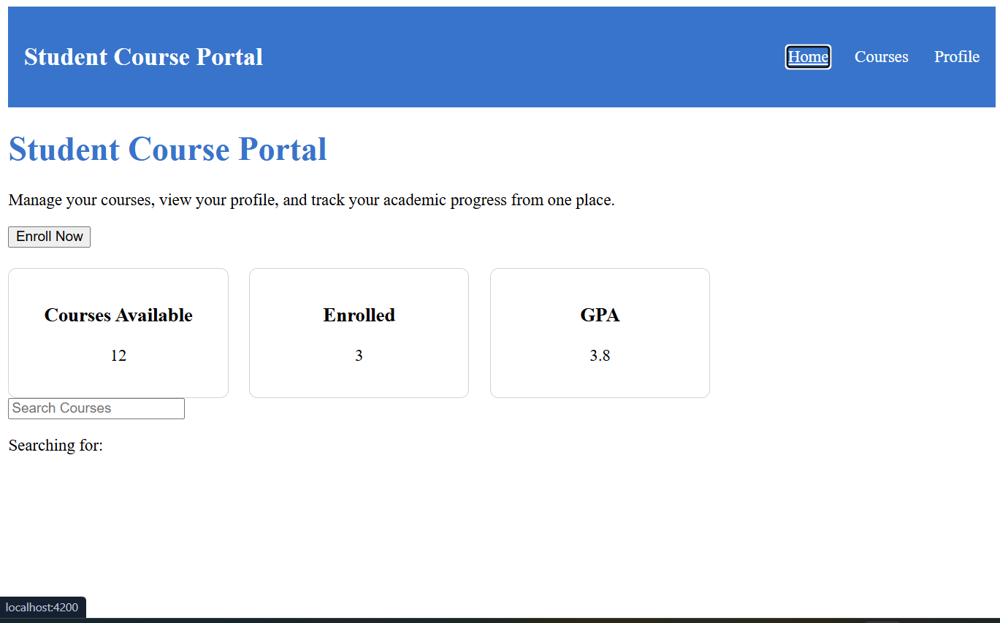 Student Course Portal Home Courses Profile
Student Course Portal
Manage your courses, view your profile, and track your academic progress from one place.
Enroll Now
Courses Available Enrolled GPA
12 3 3.8
Search Courses
Searching for:
localhost:4200